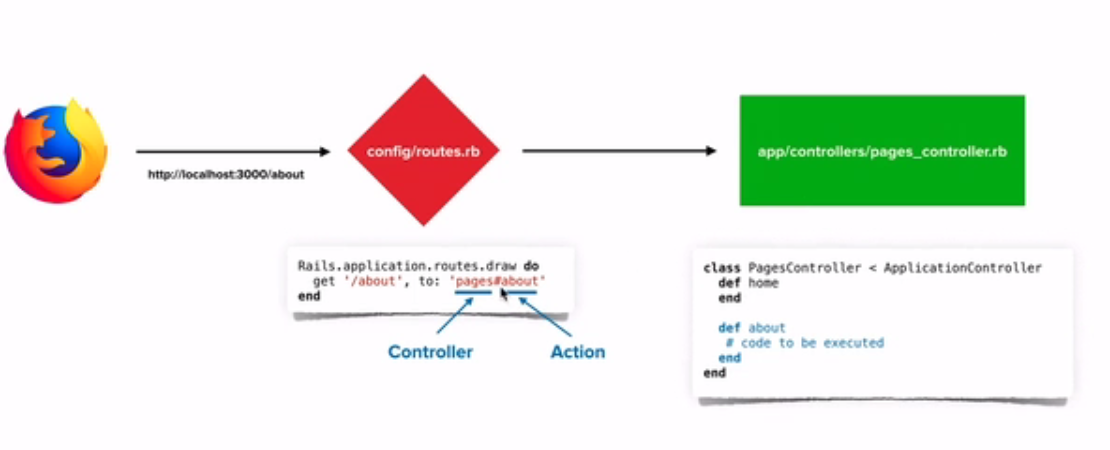 http://localhost:3000/about
config/routes.rb
app/controllers/pages_controller.rb
Rails.application.routes.draw do
  get '/about', to: 'pages#about'
end
Controller
Action
class PagesController < ApplicationController
  def home
  end

  def about
   # code to be executed
  end
end